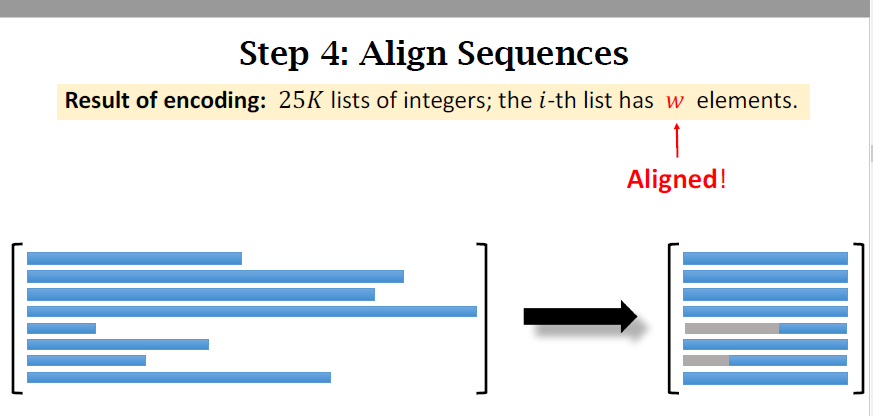 Step 4: Align Sequences
Result of encoding: 25K lists of integers; the i-th list has w elements.
Aligned!